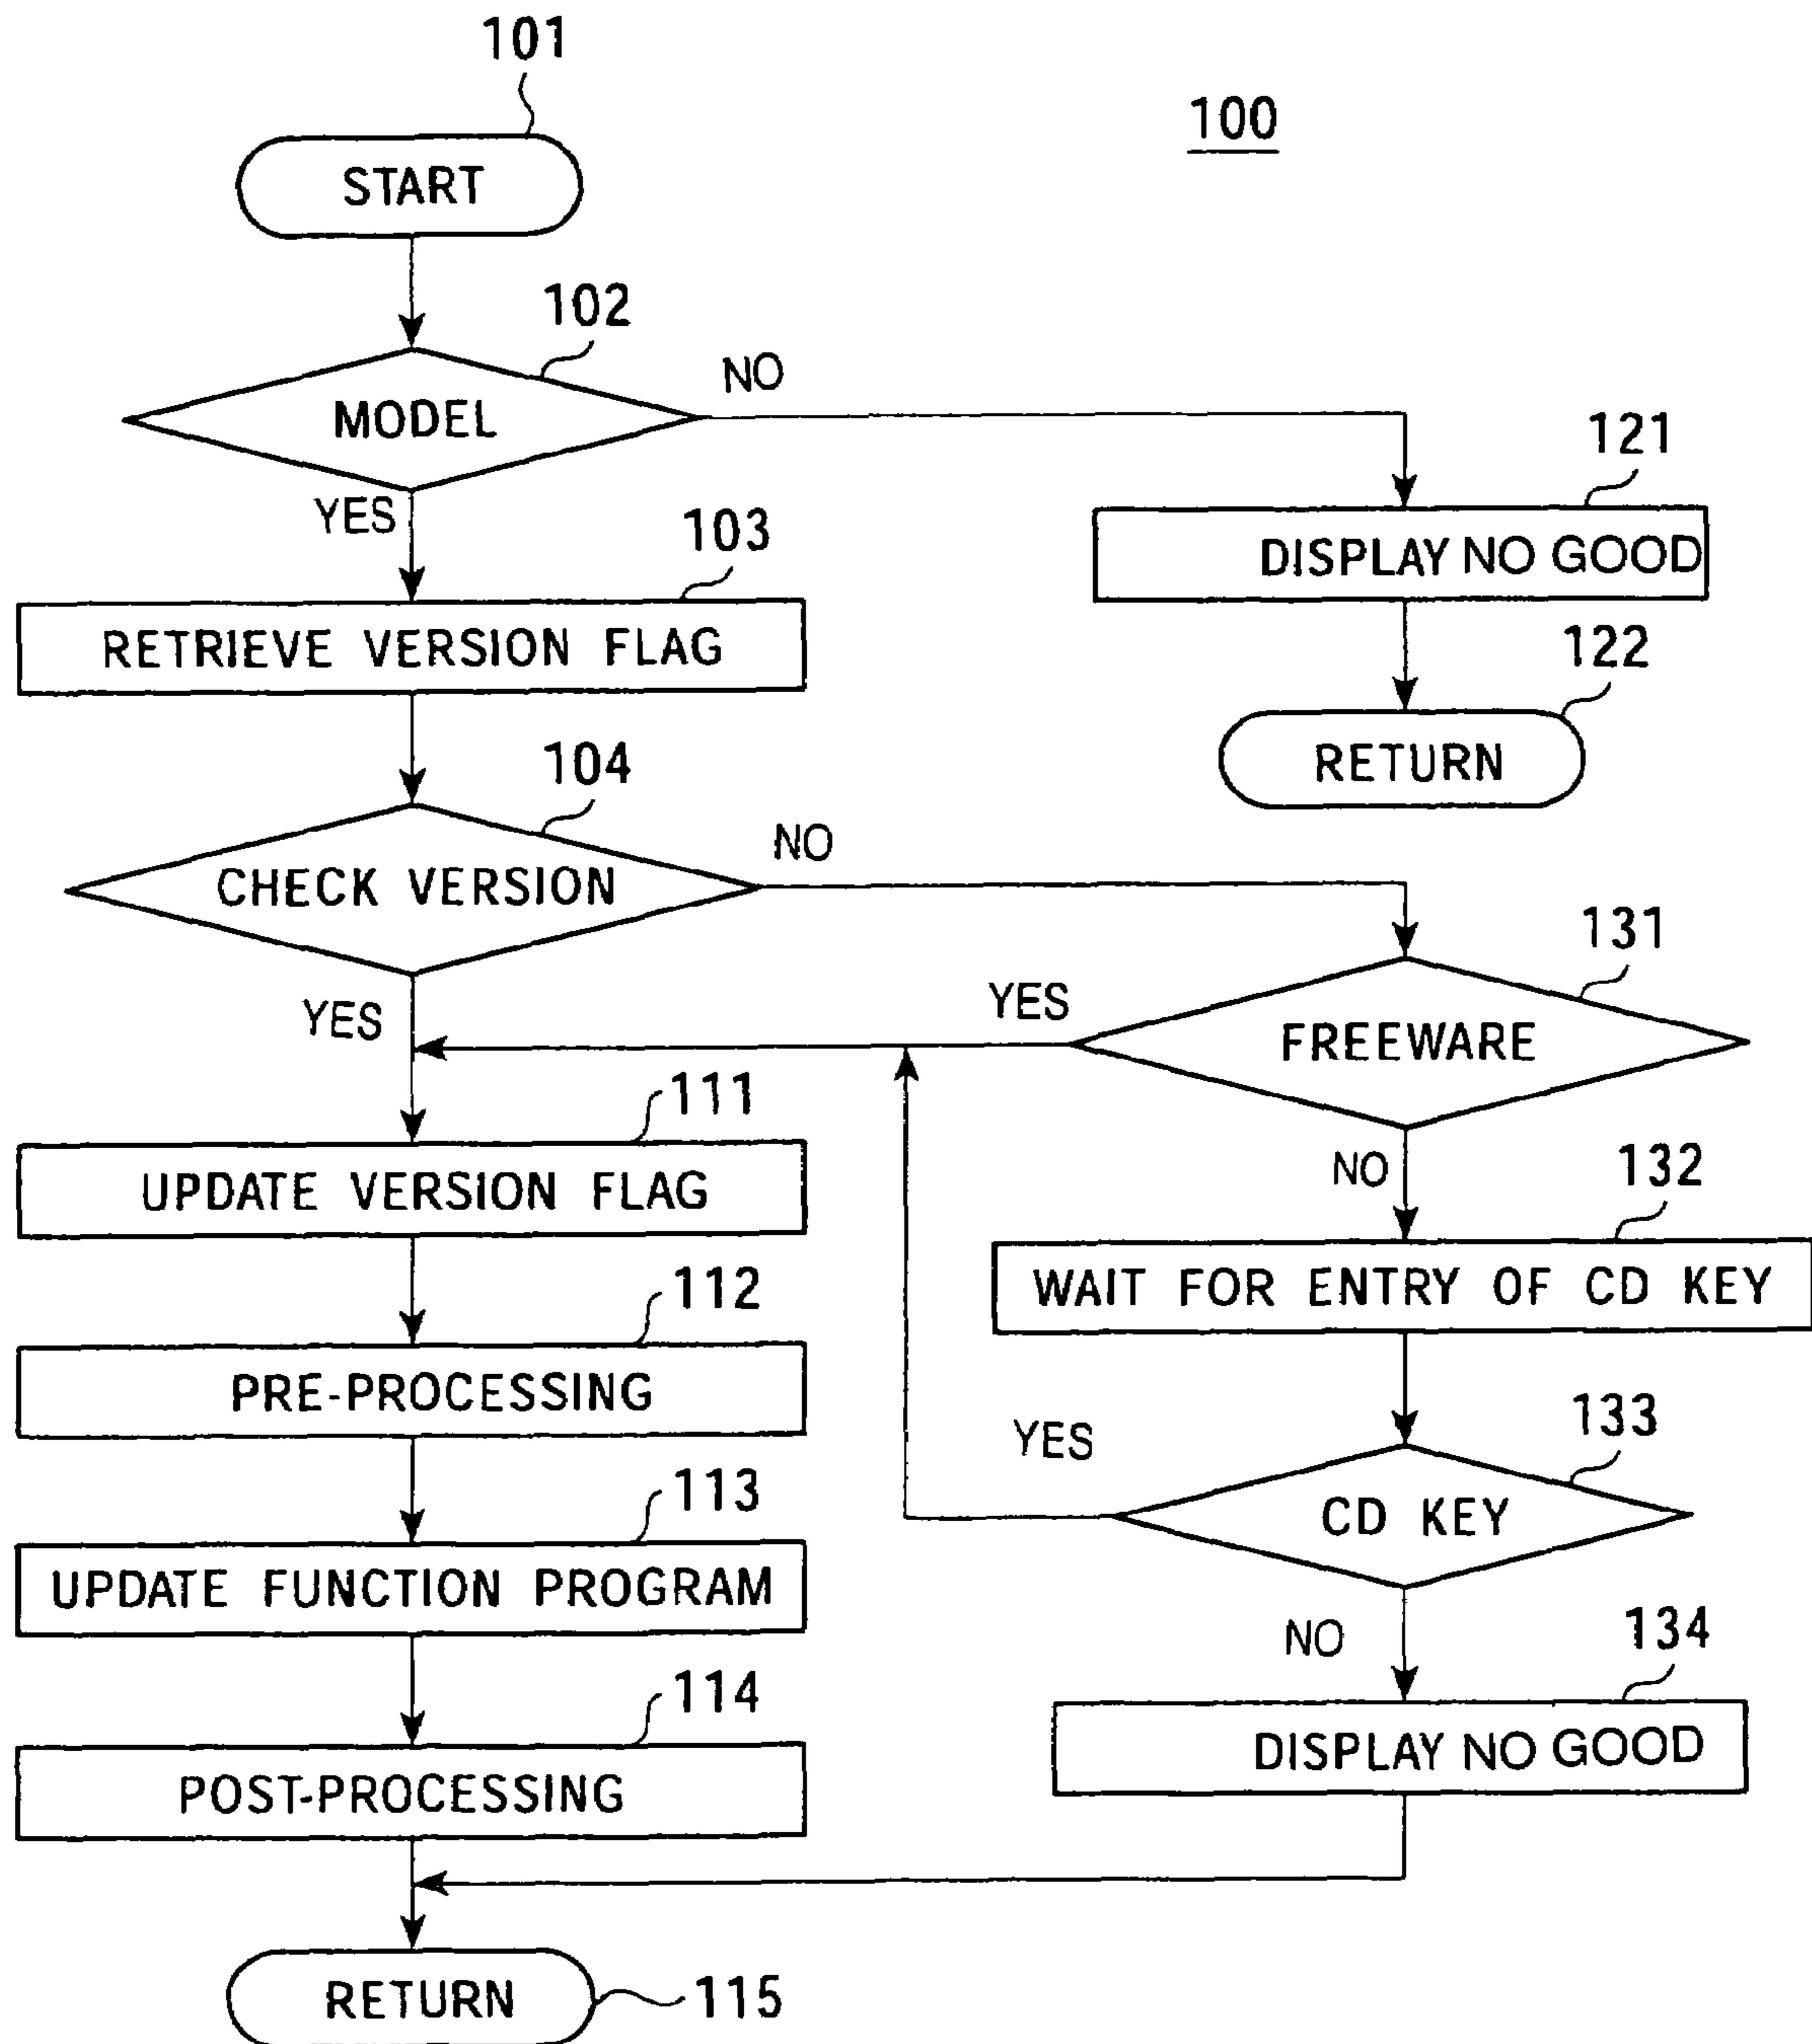 101
100
START
102
NO
MODEL
121
YES
103
DISPLAY NO GOOD
RETRIEVE VERSION FLAG
122
104
RETURN
NO
CHECK VERSION
131
YES
YES
FREEWARE
111
NO
132
UPDATE VERSION FLAG
112
WAIT FOR ENTRY OF CD KEY
PRE-PROCESSING
133
YES
113
CD KEY
UPDATE FUNCTION PROGRAM
NO
134
114
DISPLAY NO GOOD
POST-PROCESSING
RETURN
115